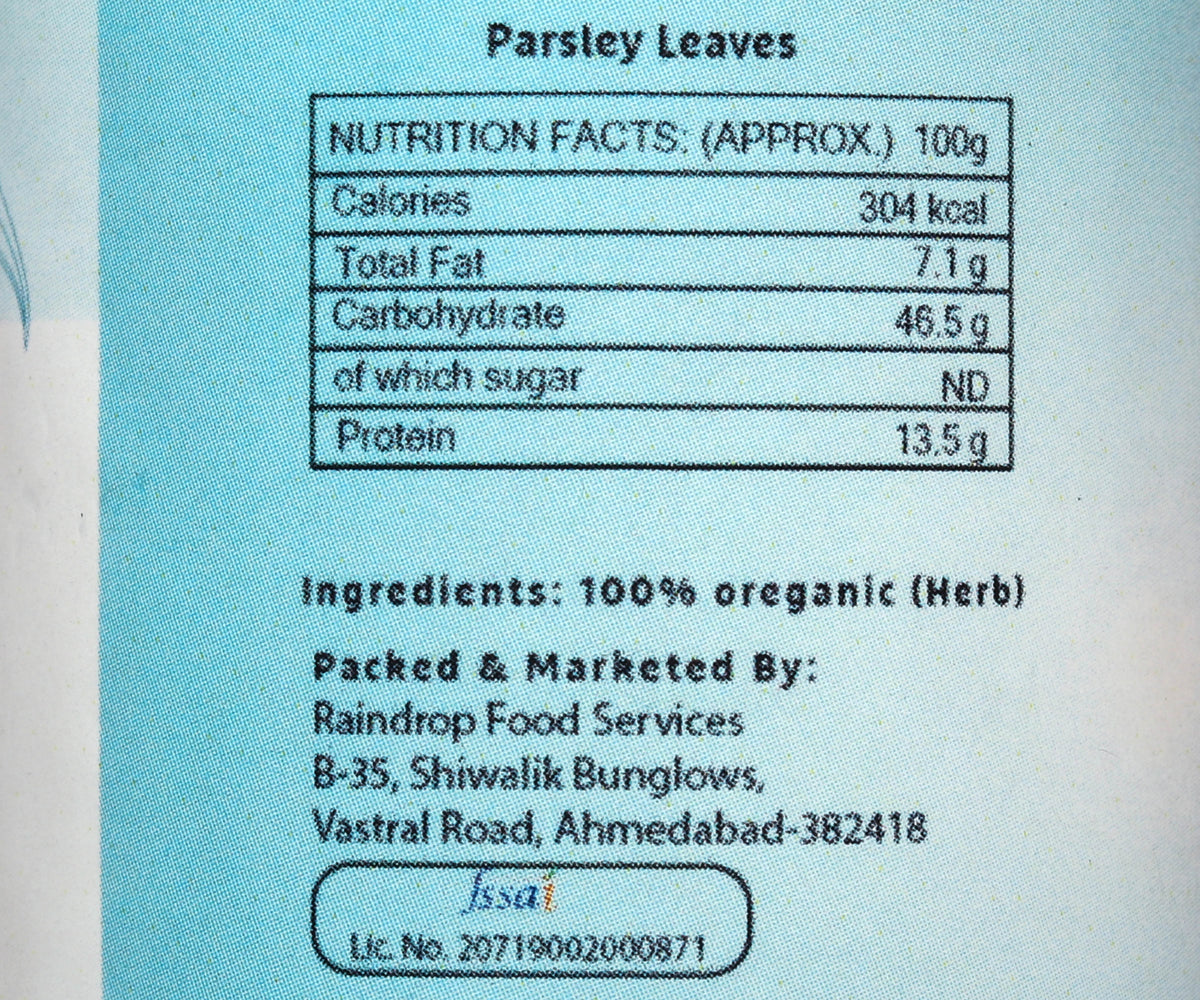 Parsley Leaves
NUTRITION FACTS: (APPROX.) 100g
Calories 304 kcal
Total Fat 7.1 g
Carbohydrate 46.5 g
of which sugar ND
Protein 13.5 g
Ingredients: 100% oreganic (Herb)
Packed & Marketed By:
Raindrop Food Services
B-35, Shiwalik Bunglows,
Vastral Road, Ahmedabad-382418
fssai
Lic. No. 20719002000871